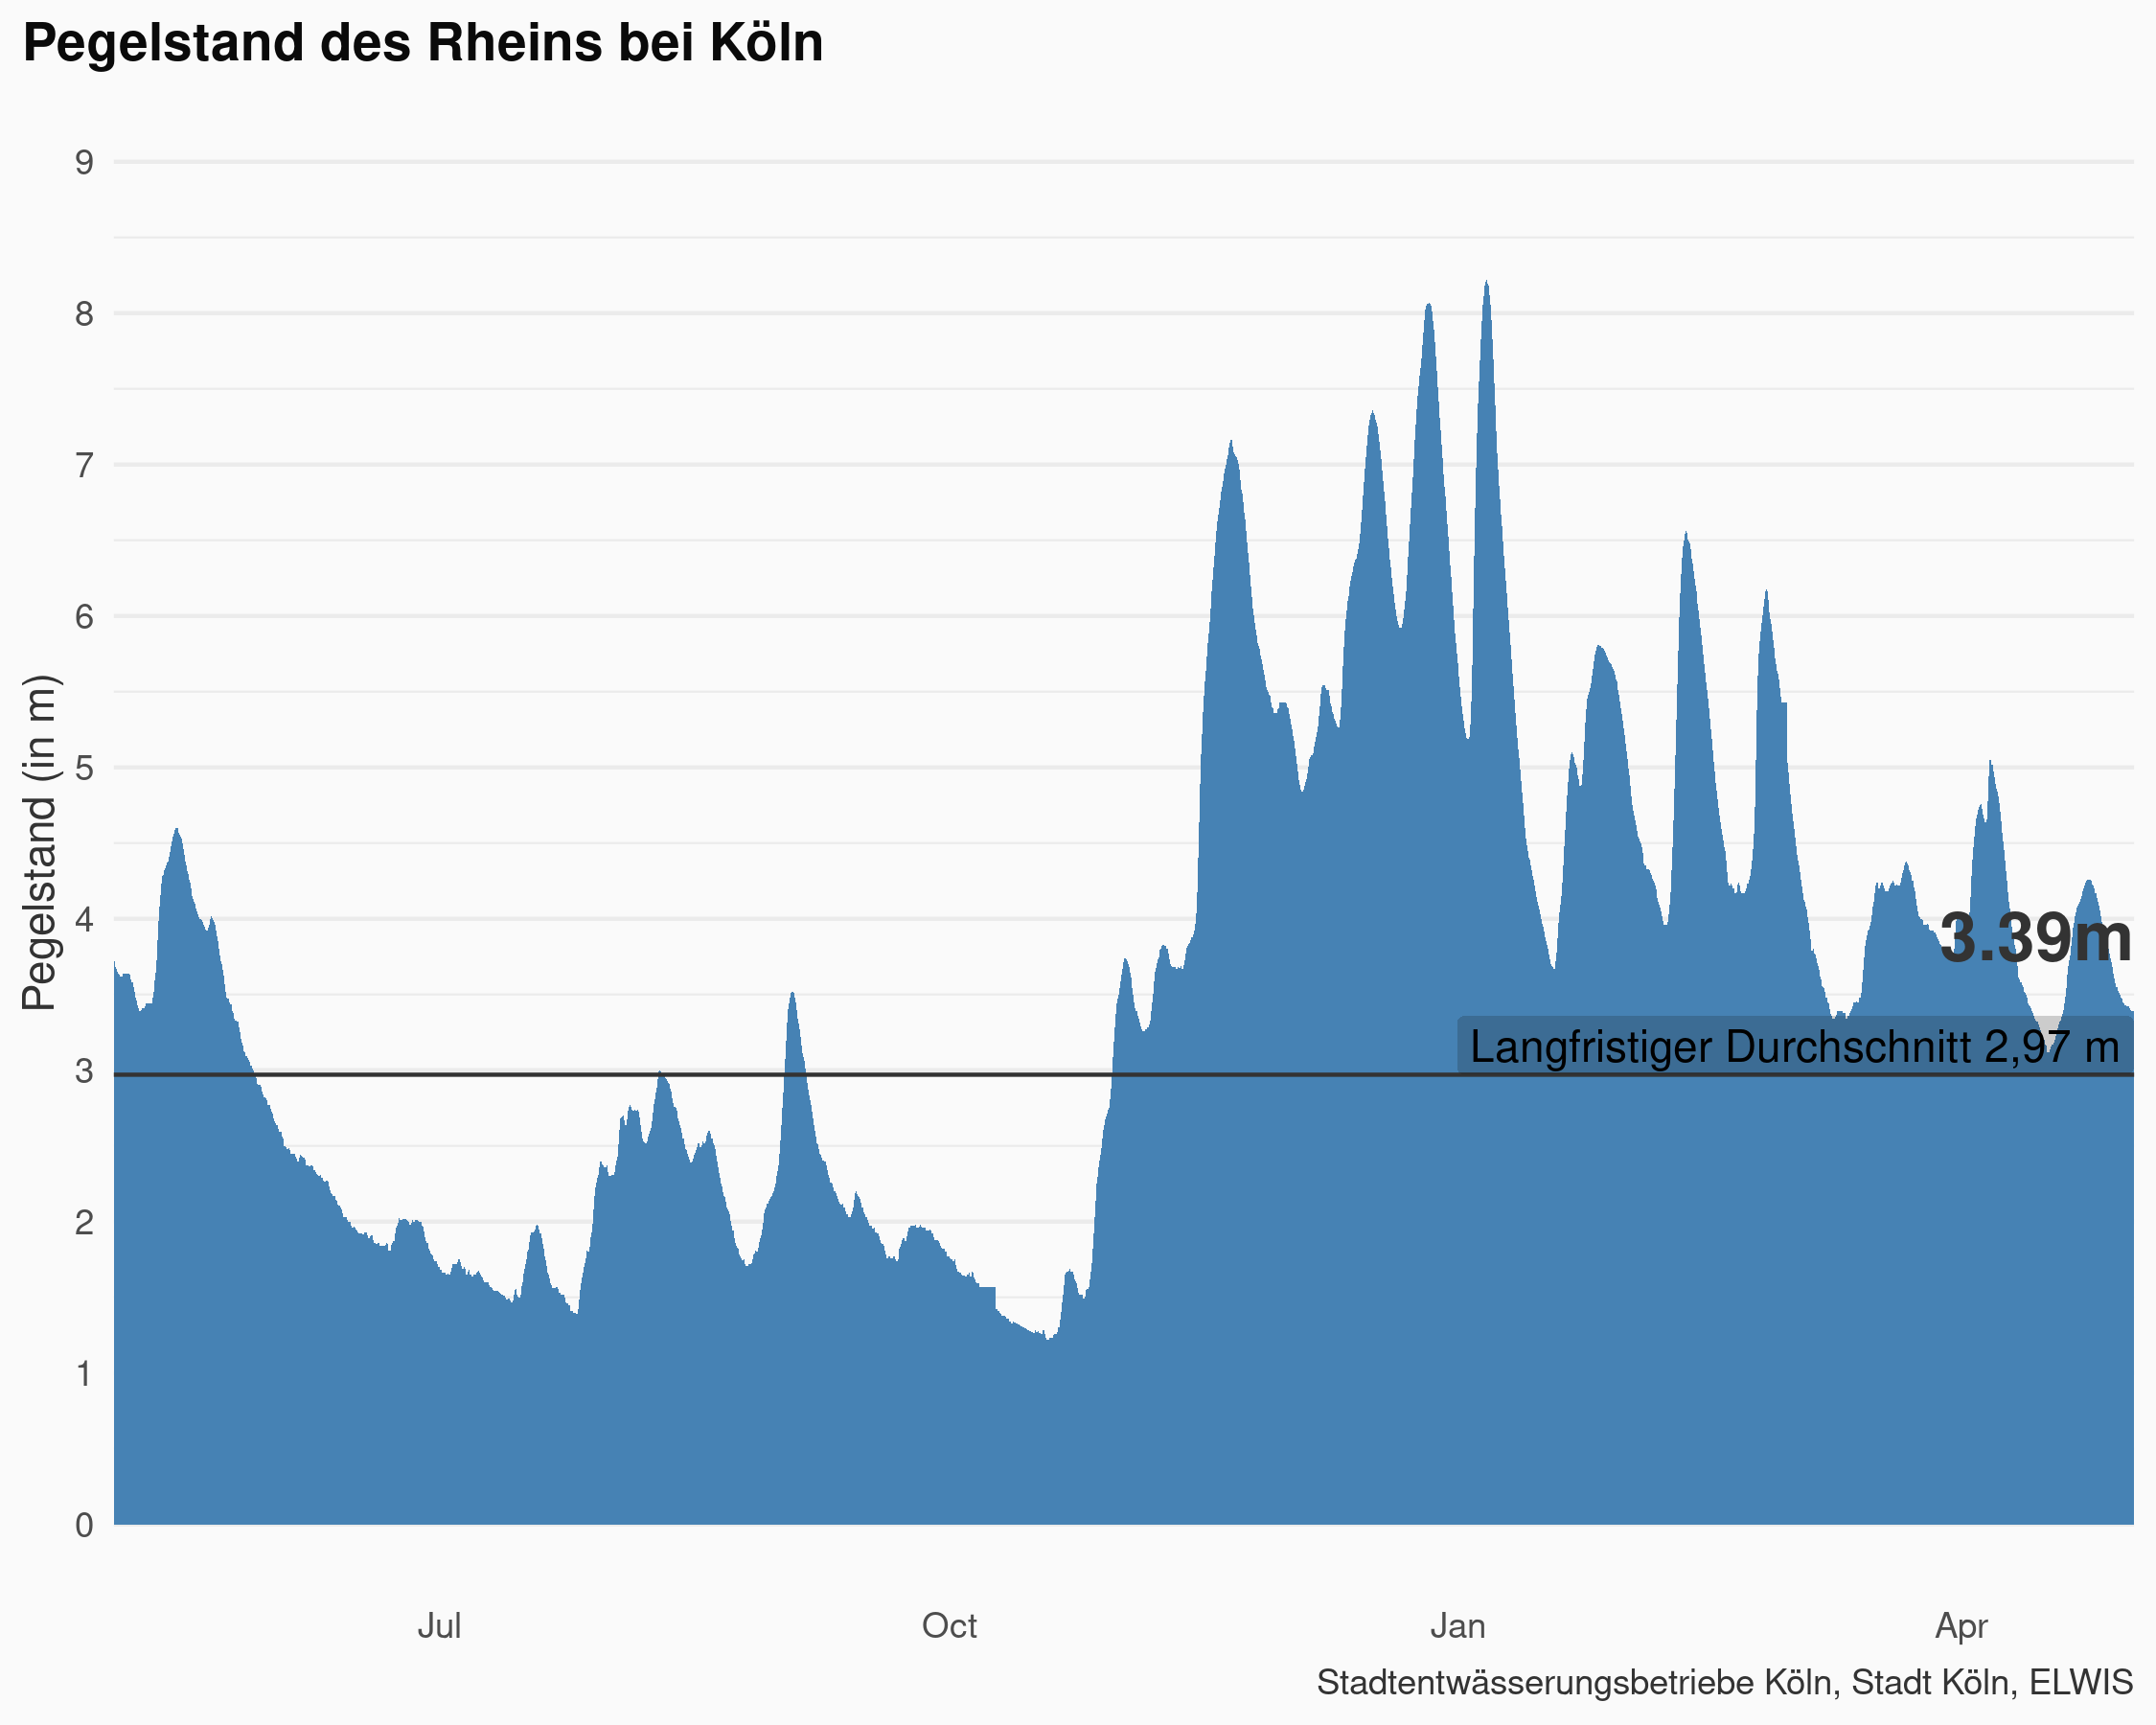 Pegelstand des Rheins bei Köln
Pegelstand (in m)
9
8
7
6
5
4
3
2
1
0
3.39m
Langfristiger Durchschnitt 2,97 m
Jul Oct Jan Apr
Stadtentwässerungsbetriebe Köln, Stadt Köln, ELWIS